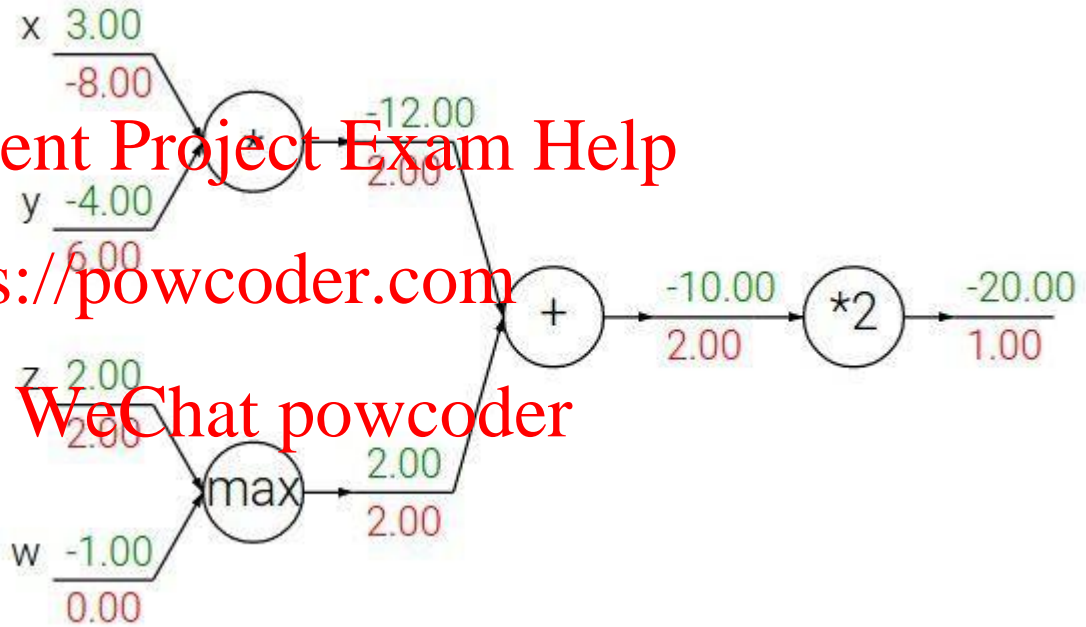 x 3.00
-8.00
-12.00
*
ent Project Exam Help
2.00
y -4.00
6.00
s://powcoder.com
-10.00
-20.00
+
*2
2.00
1.00
z 2.00
WeChat powcoder
2.00
2.00
max
2.00
w -1.00
0.00